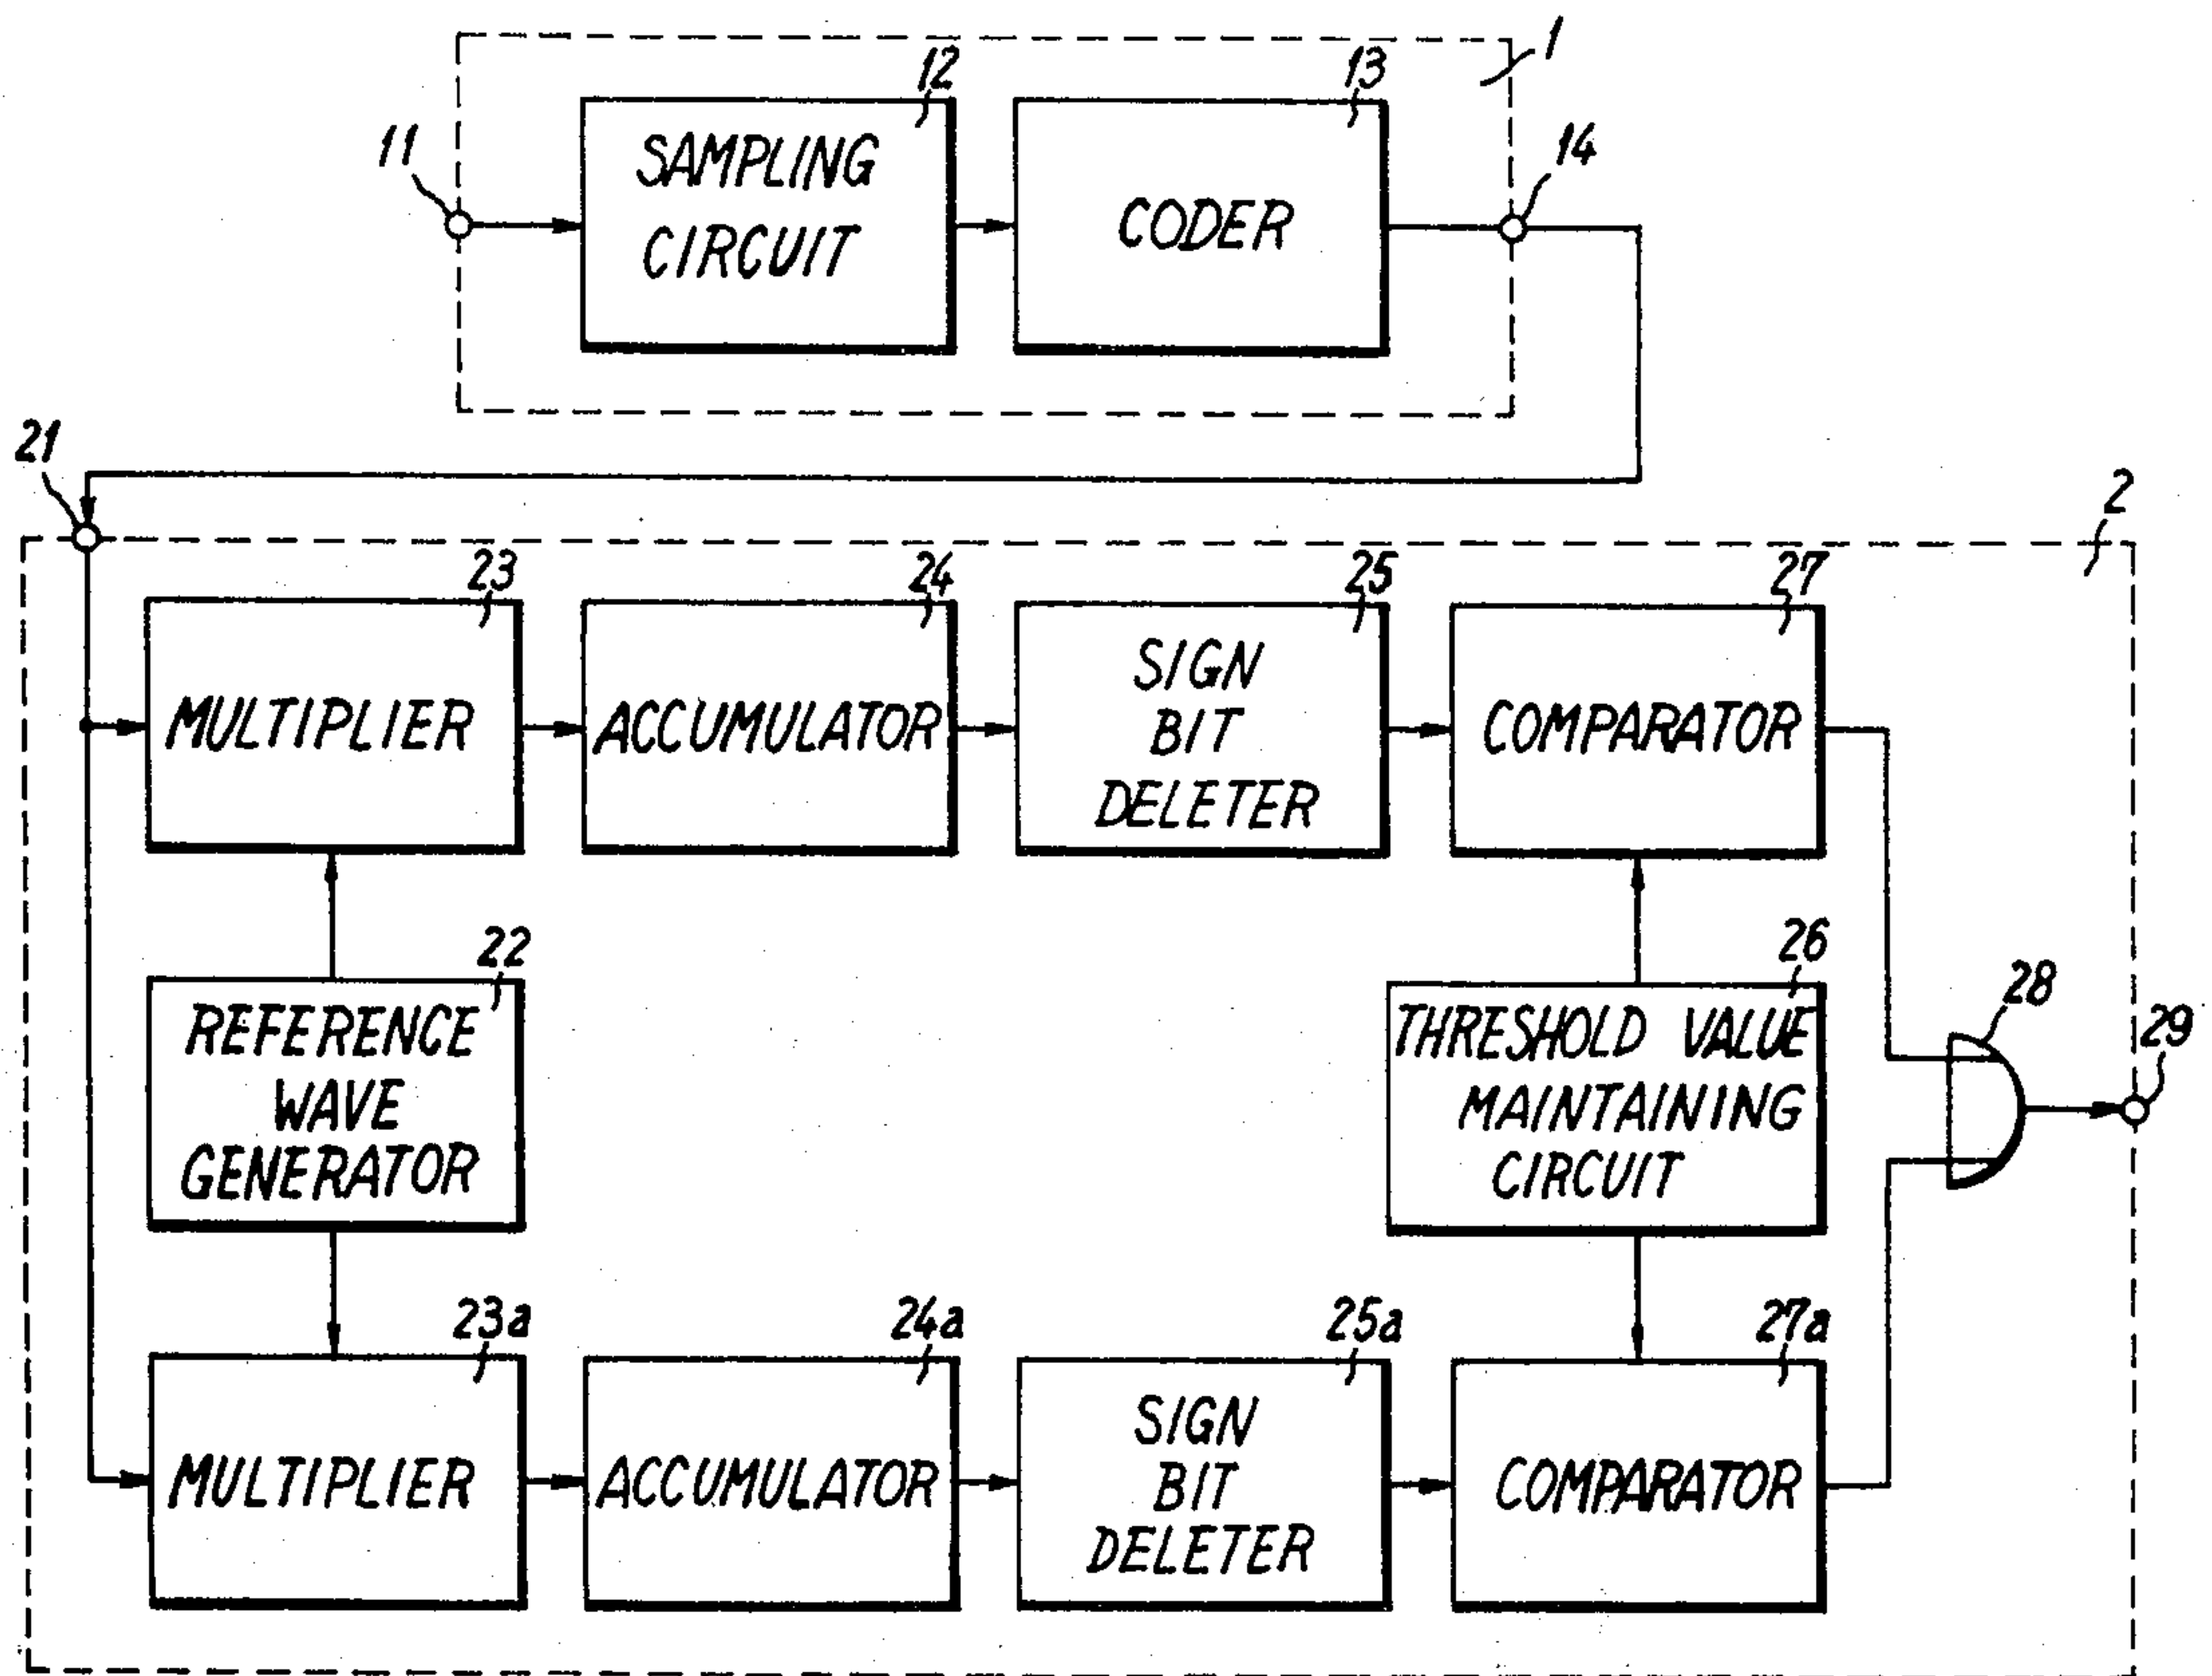 1
12
13
11
14
SAMPLING
CIRCUIT
CODER
21
2
23
24
25
27
MULTIPLIER
ACCUMULATOR
SIGN
BIT
DELETER
COMPARATOR
22
26
28
29
REFERENCE
WAVE
GENERATOR
THRESHOLD VALUE
MAINTAINING
CIRCUIT
23a
24a
25a
27a
MULTIPLIER
ACCUMULATOR
SIGN
BIT
DELETER
COMPARATOR